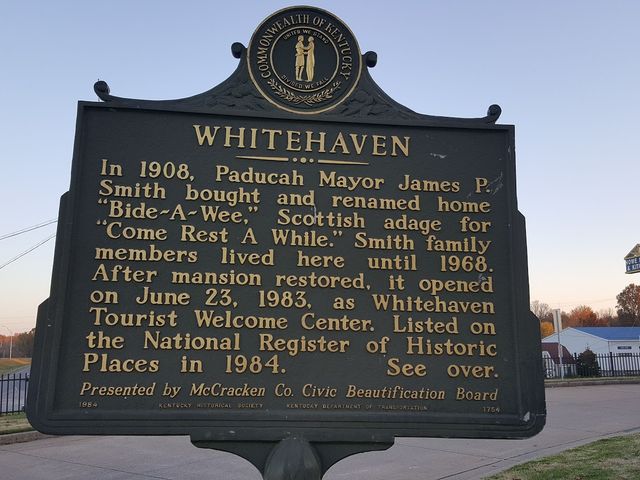 COMMONWEALTH OF KENTUCKY
UNITED WE STAND
DIVIDED WE FALL
WHITEHAVEN
In 1908, Paducah Mayor James P.
Smith bought and renamed home
"Bide-A-Wee," Scottish adage for
"Come Rest A While." Smith family
members lived here until 1968.
After mansion restored, it opened
on June 23, 1983, as Whitehaven
Tourist Welcome Center. Listed on
the National Register of Historic
Places in 1984. See over.
Presented by McCracken Co. Civic Beautification Board
1984 KENTUCKY HISTORICAL SOCIETY KENTUCKY DEPARTMENT OF TRANSPORTATION 1754